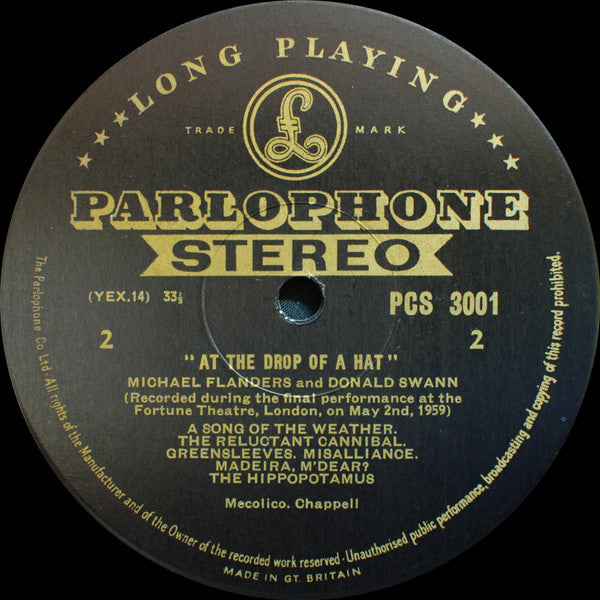 LONG PLAYING
TRADE MARK
£
PARLOPHONE
STEREO
(YEX.14) 33⅓
PCS 3001
2
2
"AT THE DROP OF A HAT"
MICHAEL FLANDERS and DONALD SWANN
(Recorded during the final performance at the
Fortune Theatre, London, on May 2nd, 1959)
A SONG OF THE WEATHER.
THE RELUCTANT CANNIBAL.
GREENSLEEVES. MISALLIANCE.
MADEIRA, M'DEAR?
THE HIPPOPOTAMUS
Mecolico. Chappell
The Parlophone Co Ltd·All rights of the Manufacturer and of the Owner of the recorded work reserved·Unauthorised public performance, broadcasting and copying of this record prohibited.
MADE IN GT. BRITAIN